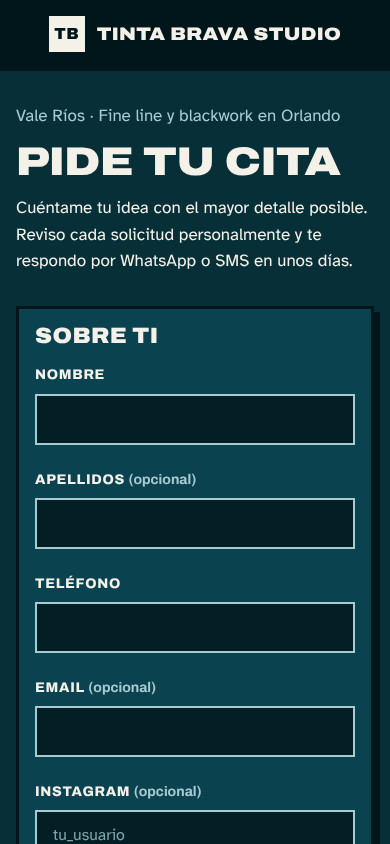 TB TINTA BRAVA STUDIO
Vale Ríos · Fine line y blackwork en Orlando
PIDE TU CITA
Cuéntame tu idea con el mayor detalle posible.
Reviso cada solicitud personalmente y te
respondo por WhatsApp o SMS en unos días.
SOBRE TI
NOMBRE
APELLIDOS (opcional)
TELÉFONO
EMAIL (opcional)
INSTAGRAM (opcional)
tu_usuario